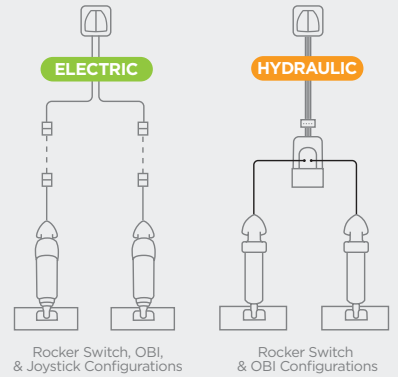 ELECTRIC
HYDRAULIC
Rocker Switch, OBI,
& Joystick Configurations
Rocker Switch
& OBI Configurations